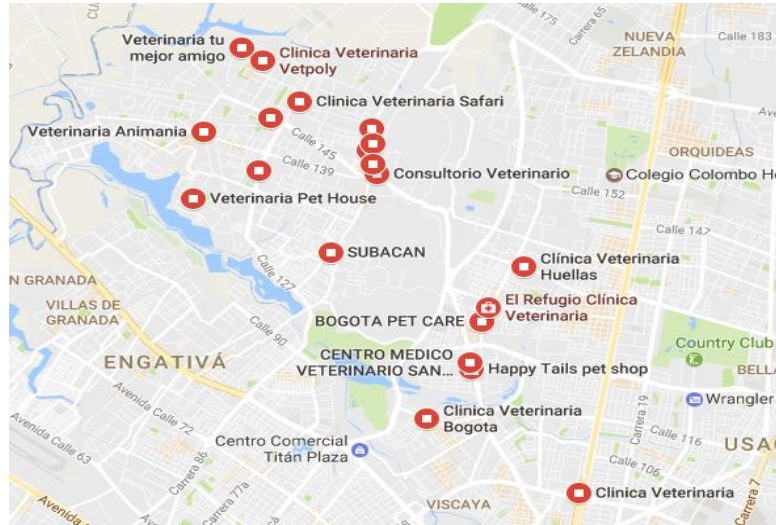 Calle 175
Carrera 65
NUEVA
ZELANDIA
Calle 183
Veterinaria tu
mejor amigo
Clinica Veterinaria
Vetpoly
Clinica Veterinaria Safari
Veterinaria Animania
Calle 145
Calle 139
ORQUIDEAS
Consultorio Veterinario
Colegio Colombo
Calle 152
Veterinaria Pet House
Calle 147
SUBACAN
Clínica Veterinaria
Huellas
Calle 127
GRANADA
VILLAS DE
GRANADA
El Refugio Clínica
Veterinaria
BOGOTA PET CARE
Calle 90
Country Club
CENTRO MEDICO
VETERINARIO SAN...
Happy Tails pet shop
ENGATIVÁ
Wrangler
Carrera 19
Avenida Calle 72
Clinica Veterinaria
Bogota
Calle 116
Centro Comercial
Titán Plaza
Avenida Calle 63
Carrera 86
Calle 106
Carrera 77a
Carrera 7
Clinica Veterinaria
VISCAYA
Avenida Calle